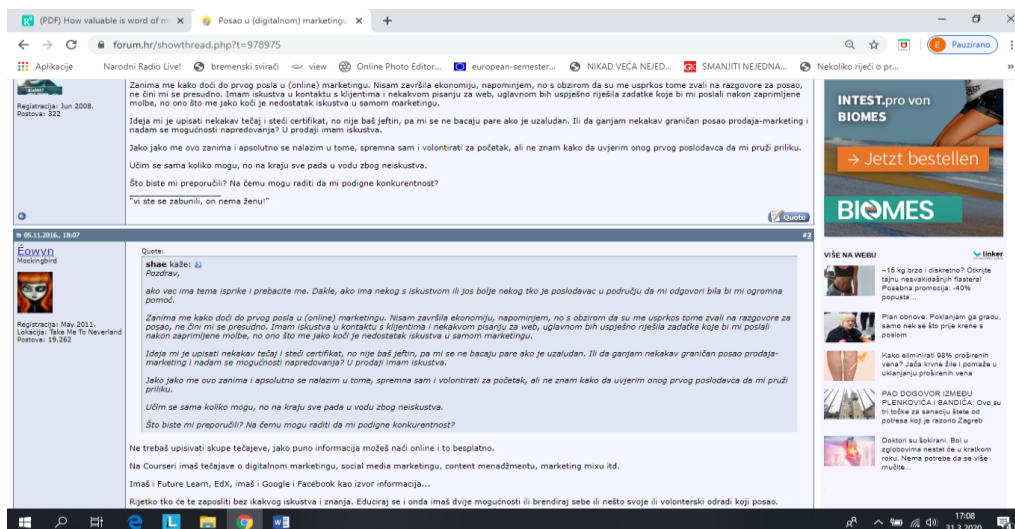 (PDF) How valuable is word of m
Posao u (digitalnom) marketingu
forum.hr/showthread.php?t=978975
Pauzirano
Aplikacije
Narodni Radio Live!
bremenski svirači
view
Online Photo Editor...
european-semester...
NIKAD VEĆA NEJED...
SMANJITI NEJEDNA...
Nekoliko riječi o pr...
Registracija: Jun 2008.
Postova: 322
Zanima me kako doći do prvog posla u (online) marketing. Nisam završila ekonomiju, napominjem, no s obzirom da su me usprkos tome zvali na razgovore za posao,
ne čini mi se presudno. Imam iskustva u kontaktu s klijentima i nekakvom pisanju za web, uglavnom bih uspješno riješila zadatke koje bi mi poslali nakon zaprimljene
molbe, no ono što me jako koči je nedostatak iskustva u samom marketingu.
Ideja mi je upisati nekakav tečaj i steći certifikat, no nije baš jeftin, pa mi se ne bacaju pare ako je uzaludan. Ili da ganjam nekakav graničan posao prodaja-marketing i
nadam se mogućnosti napredovanja? U prodaji imam iskustva.
Jako jako me ovo zanima i apsolutno se nalazim u tome, spremna sam i volontirati za početak, ali ne znam kako da uvjerim onog prvog poslodavca da mi pruži priliku.
Učim se sama koliko mogu, no na kraju sve pada u vodu zbog neiskustva.
Što biste mi preporučili? Na čemu mogu raditi da mi podigne konkurentnost?
"vi ste se zabunili, on nema ženu!"
Quote
05.11.2016., 18:07
#2
Éowyn
Mockingbird
Registracija: May 2011.
Lokacija: Take Me To Neverland
Postova: 19.262
Quote:
shae kaže:
Pozdrav,
ako vec ima tema isprike i prebacite me. Dakle, ako ima nekog s iskustvom ili jos bolje nekog tko je poslodavac u području da mi odgovori bila bi mi ogromna
pomoć.
Zanima me kako doći do prvog posla u (online) marketing. Nisam završila ekonomiju, napominjem, no s obzirom da su me usprkos tome zvali na razgovore za
posao, ne čini mi se presudno. Imam iskustva u kontaktu s klijentima i nekakvom pisanju za web, uglavnom bih uspješno riješila zadatke koje bi mi poslali
nakon zaprimljene molbe, no ono što me jako koči je nedostatak iskustva u samom marketingu.
Ideja mi je upisati nekakav tečaj i steći certifikat, no nije baš jeftin, pa mi se ne bacaju pare ako je uzaludan. Ili da ganjam nekakav graničan posao prodaja-
marketing i nadam se mogućnosti napredovanja? U prodaji imam iskustva.
Jako jako me ovo zanima i apsolutno se nalazim u tome, spremna sam i volontirati za početak, ali ne znam kako da uvjerim onog prvog poslodavca da mi pruži
priliku.
Učim se sama koliko mogu, no na kraju sve pada u vodu zbog neiskustva.
Što biste mi preporučili? Na čemu mogu raditi da mi podigne konkurentnost?
Ne trebaš upisivati skupe tečajeve, jako puno informacija možeš naći online i to besplatno.
Na Courseri imaš tečajave o digitalnom marketingu, social media marketingu, content menadžmentu, marketing mixu itd.
Imaš i Future Learn, EdX, imaš i Google i Facebook kao izvor informacija...
Rijetko tko će te zaposliti bez ikakvog iskustva i znanja. Educiraj se i onda imaš dvije mogućnosti ili brendiraj sebe ili nešto svoje ili volonterski odradi koji posao.
INTEST.pro von
BIOMES
→ Jetzt bestellen
BIOMES
VIŠE NA WEBU
linker
–15 kg brzo i diskretno? Otkrijte
tajnu nesvakidašnjih flastera!
Posebna promocija: -40%
popusta...
Plan obnove: Poklanjam ga gradu,
samo nek se što prije krene s
poslom
Kako eliminirati 98% proširenih
vena? Jača krvne žile i pomaže u
uklanjanju proširenih vena
PAO DOGOVOR IZMEĐU
PLENKOVIĆA I BANDIĆA: Ovo su
tri točke za sanaciju štete od
potresa koji je razorio Zagreb
Doktori su šokirani. Bol u
zglobovima nestat će u kratkom
roku. Nema potrebe da se više
mučite...
17:08
31.3.2020.